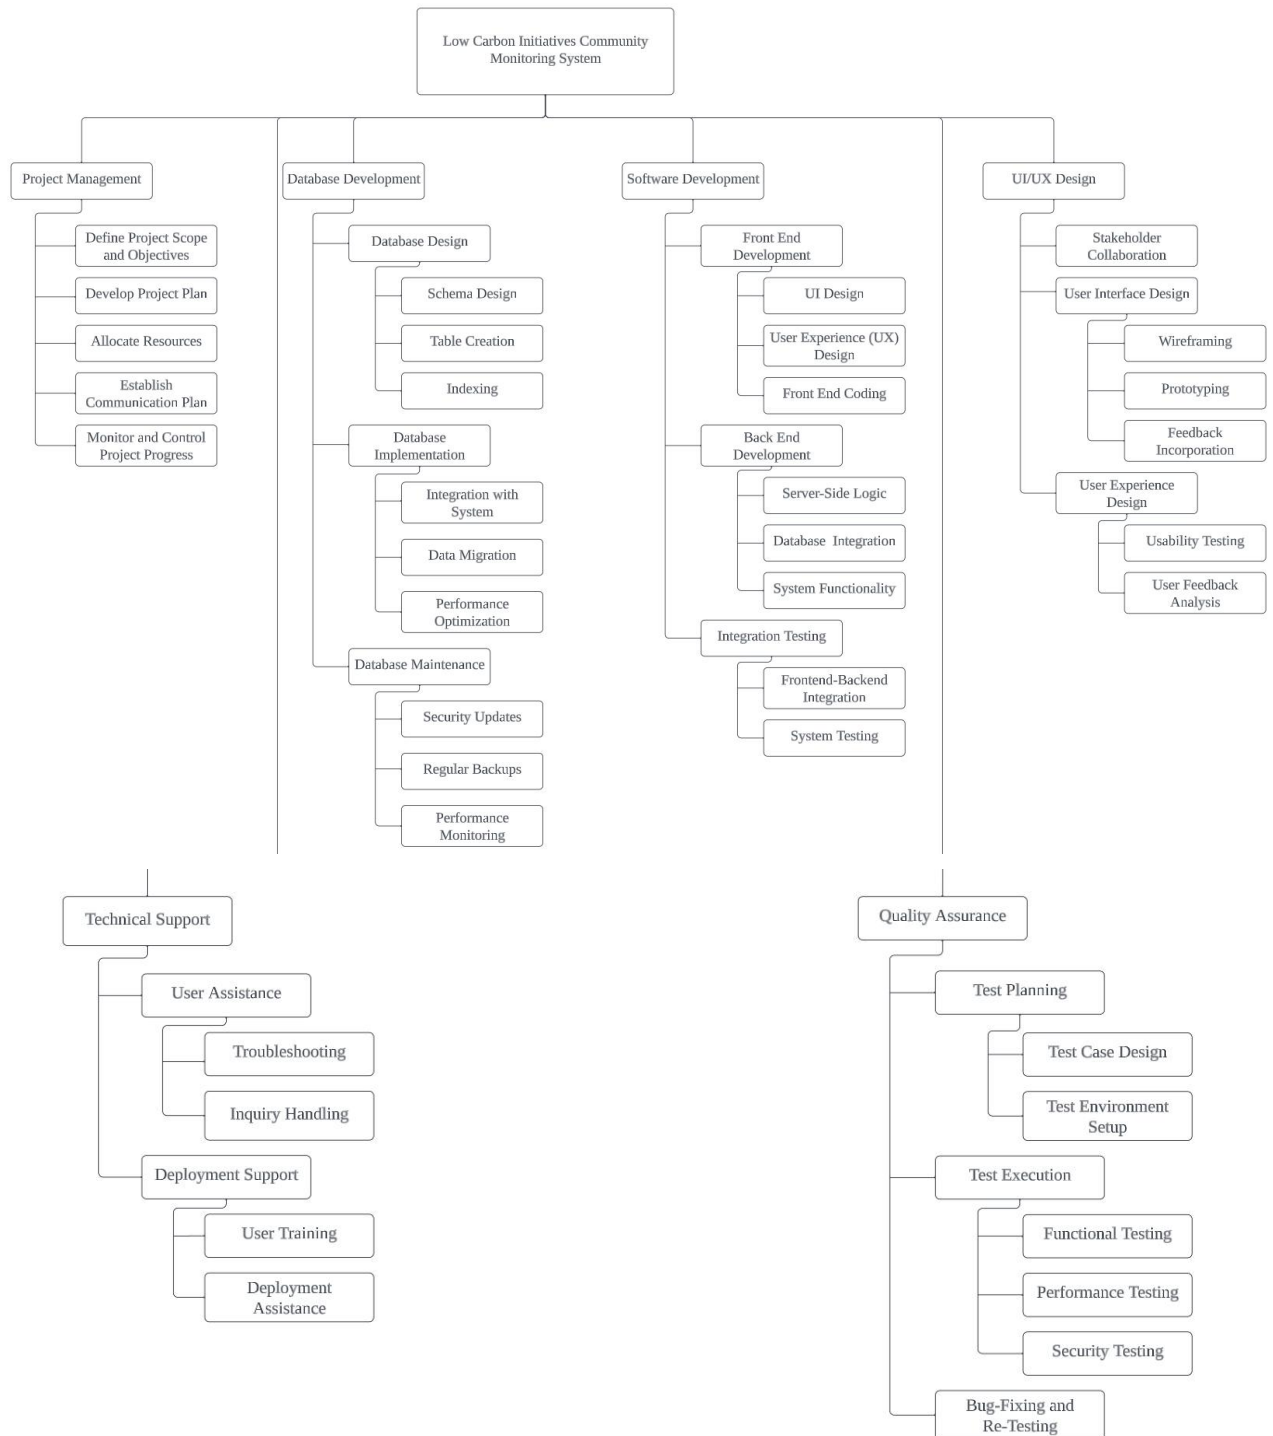 Low Carbon Initiatives Community
Monitoring System
Project Management
Define Project Scope
and Objectives
Develop Project Plan
Allocate Resources
Establish
Communication Plan
Monitor and Control
Project Progress
Database Development
Database Design
Schema Design
Table Creation
Indexing
Database
Implementation
Integration with
System
Data Migration
Performance
Optimization
Database Maintenance
Security Updates
Regular Backups
Performance
Monitoring
Software Development
Front End
Development
UI Design
User Experience (UX)
Design
Front End Coding
Back End
Development
Server-Side Logic
Database Integration
System Functionality
Integration Testing
Frontend-Backend
Integration
System Testing
UI/UX Design
Stakeholder
Collaboration
User Interface Design
Wireframing
Prototyping
Feedback
Incorporation
User Experience
Design
Usability Testing
User Feedback
Analysis
Technical Support
User Assistance
Troubleshooting
Inquiry Handling
Deployment Support
User Training
Deployment
Assistance
Quality Assurance
Test Planning
Test Case Design
Test Environment
Setup
Test Execution
Functional Testing
Performance Testing
Security Testing
Bug-Fixing and
Re-Testing